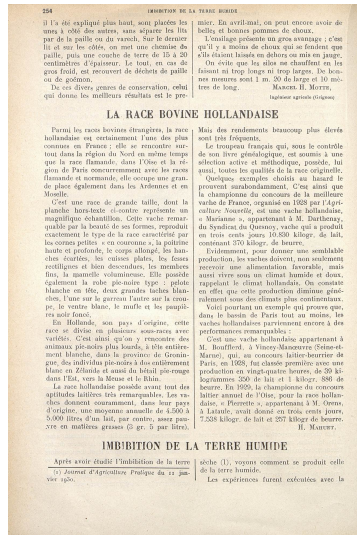 254 IMBIBITION DE LA TERRE HUMIDE
il l'a été expliqué plus haut, sont placées les
unes à côté des autres, sans séparer les lits
par de la paille ou du varech. Sur le dernier
lit et sur les côtés, on met une chemise de
paille, puis une couche de terre de 15 à 20
centimètres d'épaisseur. Le tout, en cas de
gros froid, est recouvert de déchets de paille
ou de goémon.
De ces divers genres de conservation, celui
qui donne les meilleurs résultats est le pre-
mier. En avril-mai, on peut encore avoir de
belles et bonnes pommes de choux.
L'ensilage présente un gros avantage : c'est
qu'il y a moins de choux qui se fendent que
s'ils étaient laissés en dehors ou mis en jauge.
On évite que les silos ne chauffent en les
faisant ni trop longs ni trop larges. De bon-
nes mesures sont 1 m. 20 de large et 10 mè-
tres de long. MARCEL H. MOTTE,
Ingénieur agricole (Grignon)
LA RACE BOVINE HOLLANDAISE
Parmi les races bovines étrangères, la race
hollandaise est certainement l'une des plus
connues en France ; elle se rencontre sur-
tout dans la région du Nord en même temps
que la race flamande, dans l'Oise et la ré-
gion de Paris concurremment avec les races
flamande et normande, elle occupe une gran-
de place également dans les Ardennes et en
Moselle.
C'est une race de grande taille, dont la
planche hors-texte ci-contre représente un
magnifique échantillon. Cette vache remar-
quable par la beauté de ses formes, reproduit
exactement le type de la race caractérisé par
les cornes petites « en couronne », la poitrine
haute et profonde, le corps allongé, les han-
ches écartées, les cuisses plates, les fesses
rectilignes et bien descendues, les membres
fins, la mamelle volumineuse. Elle possède
également la robe pie-noire type : pelote
blanche en tête, deux grandes taches blan-
ches, l'une sur le garreau l'autre sur la crou-
pe, le ventre blanc, le mufle et les paupiè-
res noir foncé.
En Hollande, son pays d'origine, cette
race se divise en plusieurs sous-races avec
variétés. C'est ainsi qu'on y rencontre des
animaux pie-noirs plus lourds, à tête entière-
ment blanche, dans la province de Gronin-
gue, des individus pie-noirs à dos entièrement
blanc en Zélande et aussi du bétail pie-rouge
dans l'Est, vers la Meuse et le Rhin.
La race hollandaise possède avant tout des
aptitudes laitières très remarquables. Les va-
ches donnent couramment, dans leur pays
d'origine, une moyenne annuelle de 4.500 à
5.000 litres d'un lait, par contre, assez pau-
vre en matières grasses (3 gr. 5 par litre).
Mais des rendements beaucoup plus élevés
sont très fréquents.
Le troupeau français qui, sous le contrôle
de son livre généalogique, est soumis à une
sélection active et méthodique, possède, lui
aussi, toutes les qualités de la race originelle.
Quelques exemples choisis au hasard le
prouvent surabondamment. C'est ainsi que
la championne du concours de la meilleure
vache de France, organisé en 1928 par l'Agri-
culture Nouvelle, est une vache hollandaise,
« Marianne », appartenant à M. Darthenay,
du Syndicat du Quesnoy, vache qui a produit
en trois cents jours 10.830 kilogr. de lait,
contenant 370 kilogr. de beurre.
Evidemment, pour donner une semblable
production, les vaches doivent, non seulement
recevoir une alimentation favorable, mais
aussi vivre sous un climat humide et doux,
rappelant le climat hollandais. On constate
en effet que cette production diminue géné-
ralement sous des climats plus continentaux.
Voici pourtant un exemple qui prouve que,
dans le bassin de Paris tout au moins, les
vaches hollandaises parviennent encore à des
performances remarquables :
C'est une vache hollandaise appartenant à
M. Boufflerd, à Vincey-Manœuvre (Seine-et-
Marne), qui, au concours laitier-beurrier de
Paris, en 1929, fut classée première avec une
production en vingt-quatre heures, de 39 ki-
logrammes 350 de lait et 1 kilogr. 886 de
beurre. En 1929, la championne du concours
laitier annuel de l'Oise, pour la race hollan-
daise, « Pierrette », appartenant à M. Orens,
à Lataule, avait donné en trois cents jours,
7.538 kilogr. de lait et 257 kilogr. de beurre.
H. MARCHY.
IMBIBITION DE LA TERRE HUMIDE
Après avoir étudié l'imbibition de la terre
(1) Journal d'Agriculture Pratique du 11 jan-
vier 1930.
sèche (1), voyons comment se produit celle
de la terre humide.
Les expériences furent exécutées avec la